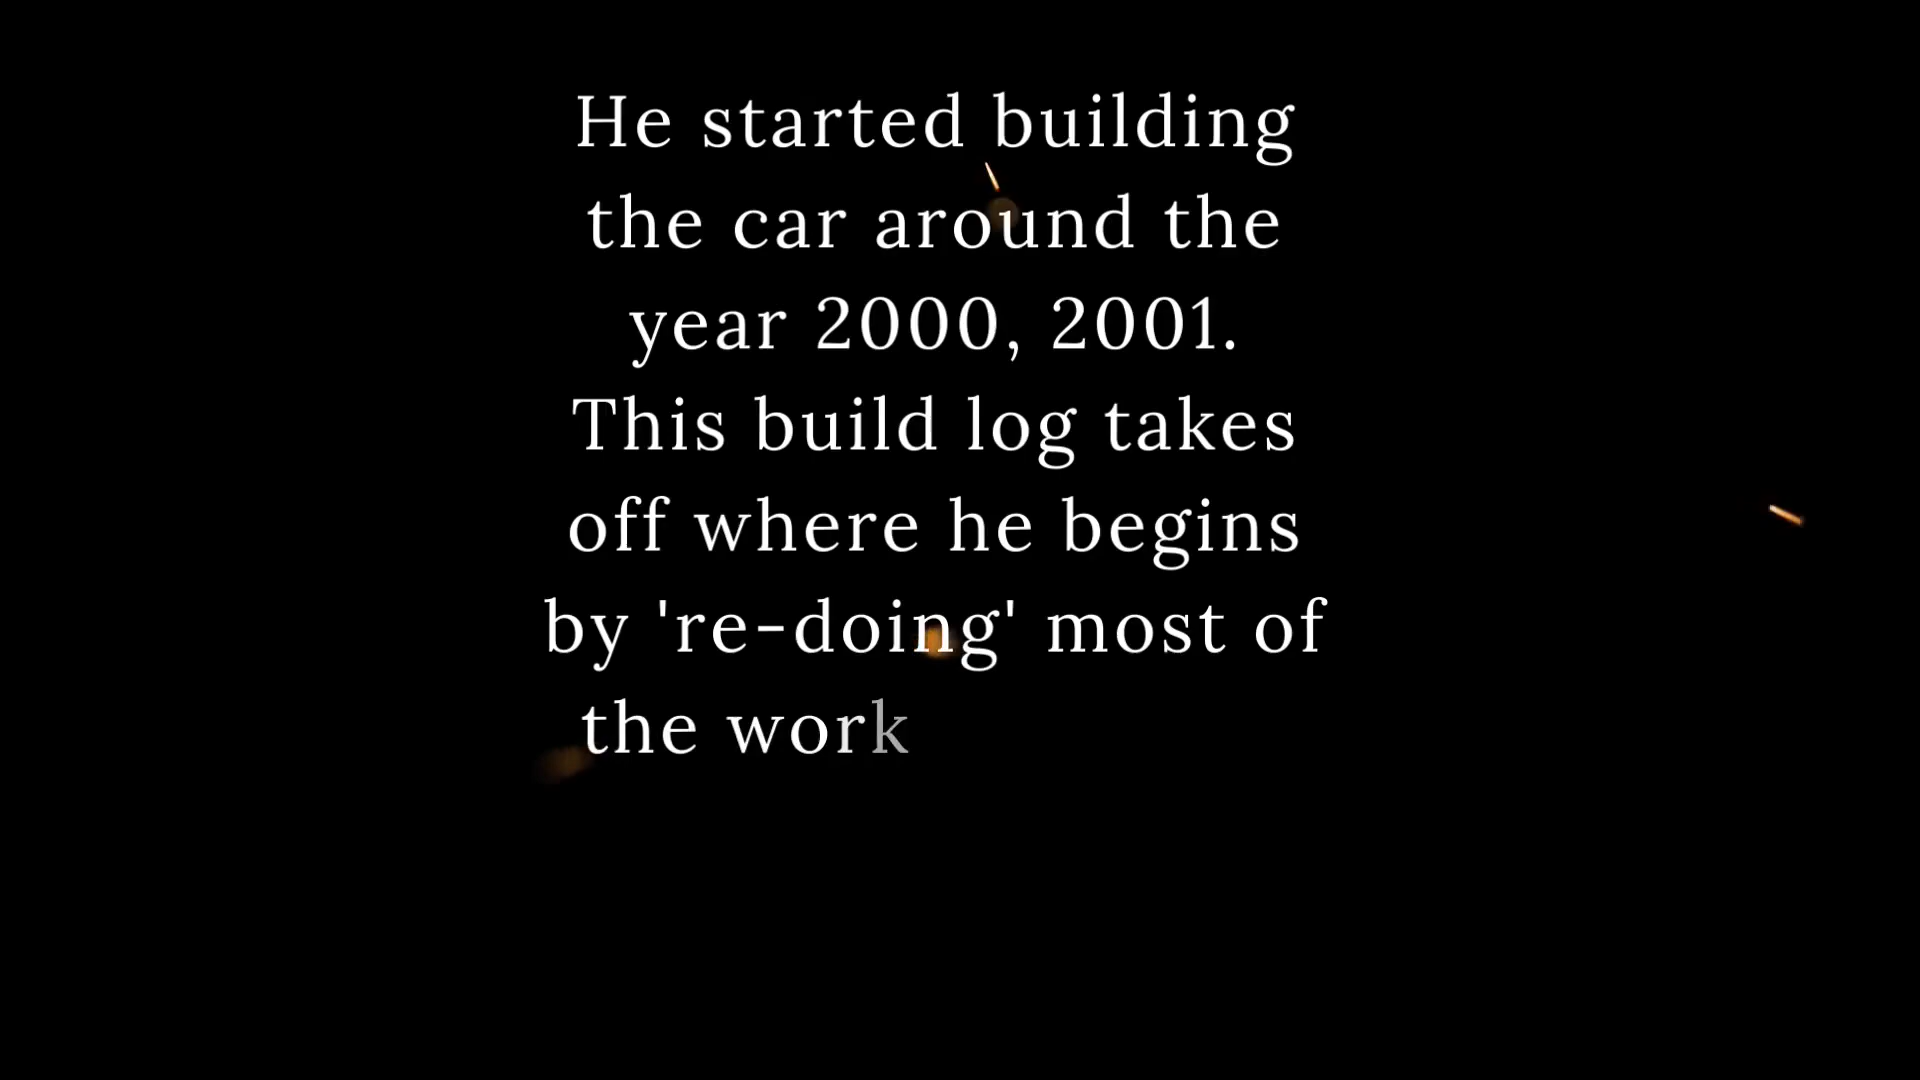 He started building
the car around the
year 2000, 2001.
This build log takes
off where he begins
by 're-doing' most of
the work